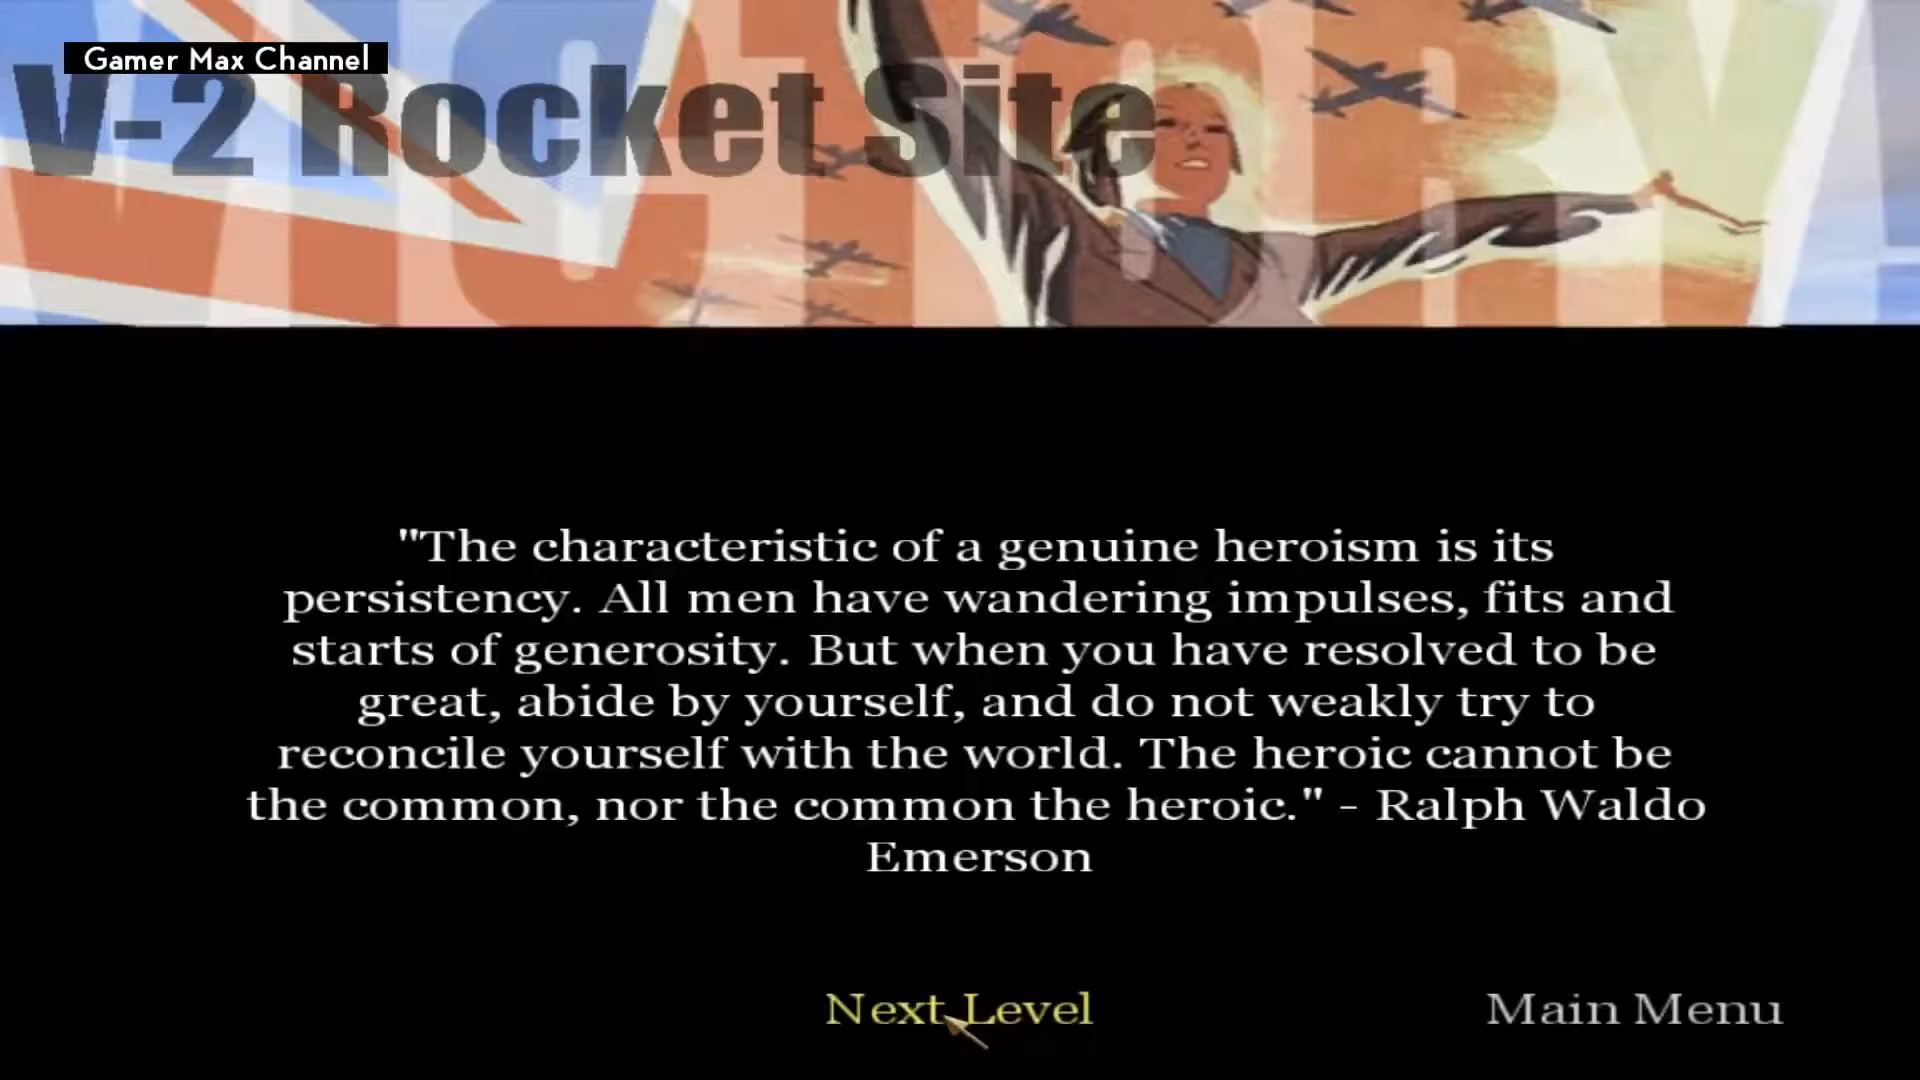 VICTORY
Gamer Max Channel
V-2 Rocket Site
"The characteristic of a genuine heroism is its
persistency. All men have wandering impulses, fits and
starts of generosity. But when you have resolved to be
great, abide by yourself, and do not weakly try to
reconcile yourself with the world. The heroic cannot be
the common, nor the common the heroic." - Ralph Waldo
Emerson
Next Level
Main Menu